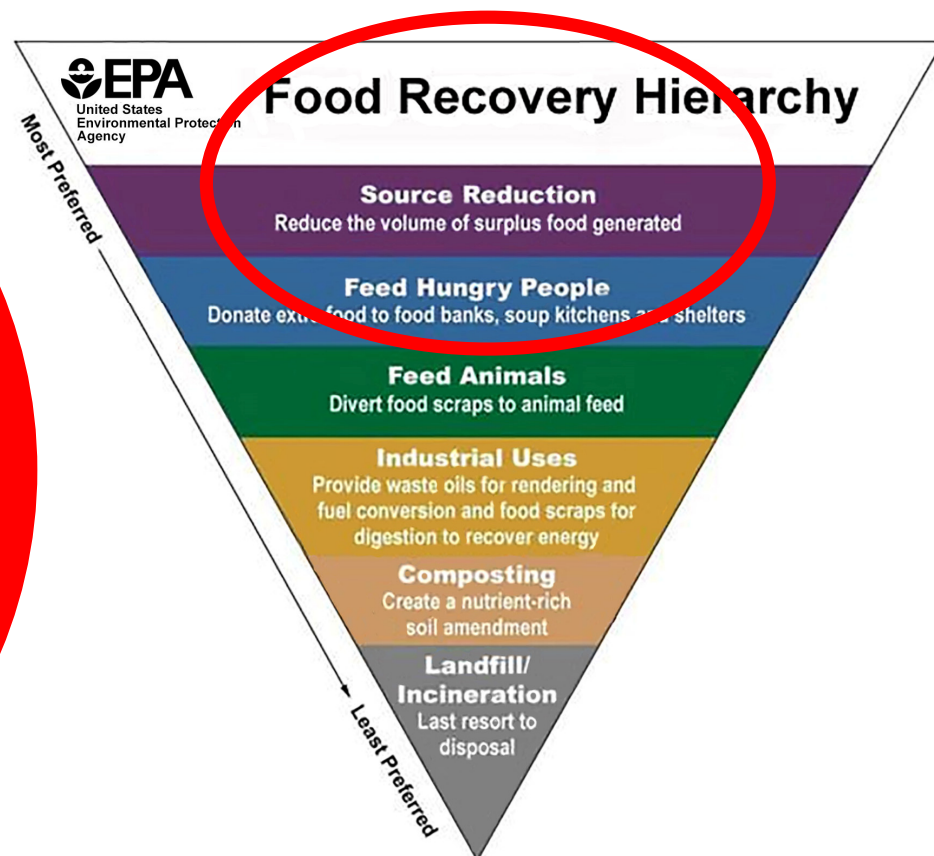 EPA
United States
Environmental Protection
Agency
Food Recovery Hierarchy
Most Preferred
Source Reduction
Reduce the volume of surplus food generated
Feed Hungry People
Donate extra food to food banks, soup kitchens and shelters
Feed Animals
Divert food scraps to animal feed
Industrial Uses
Provide waste oils for rendering and
fuel conversion and food scraps for
digestion to recover energy
Composting
Create a nutrient-rich
soil amendment
Landfill/
Incineration
Last resort to
disposal
Least Preferred